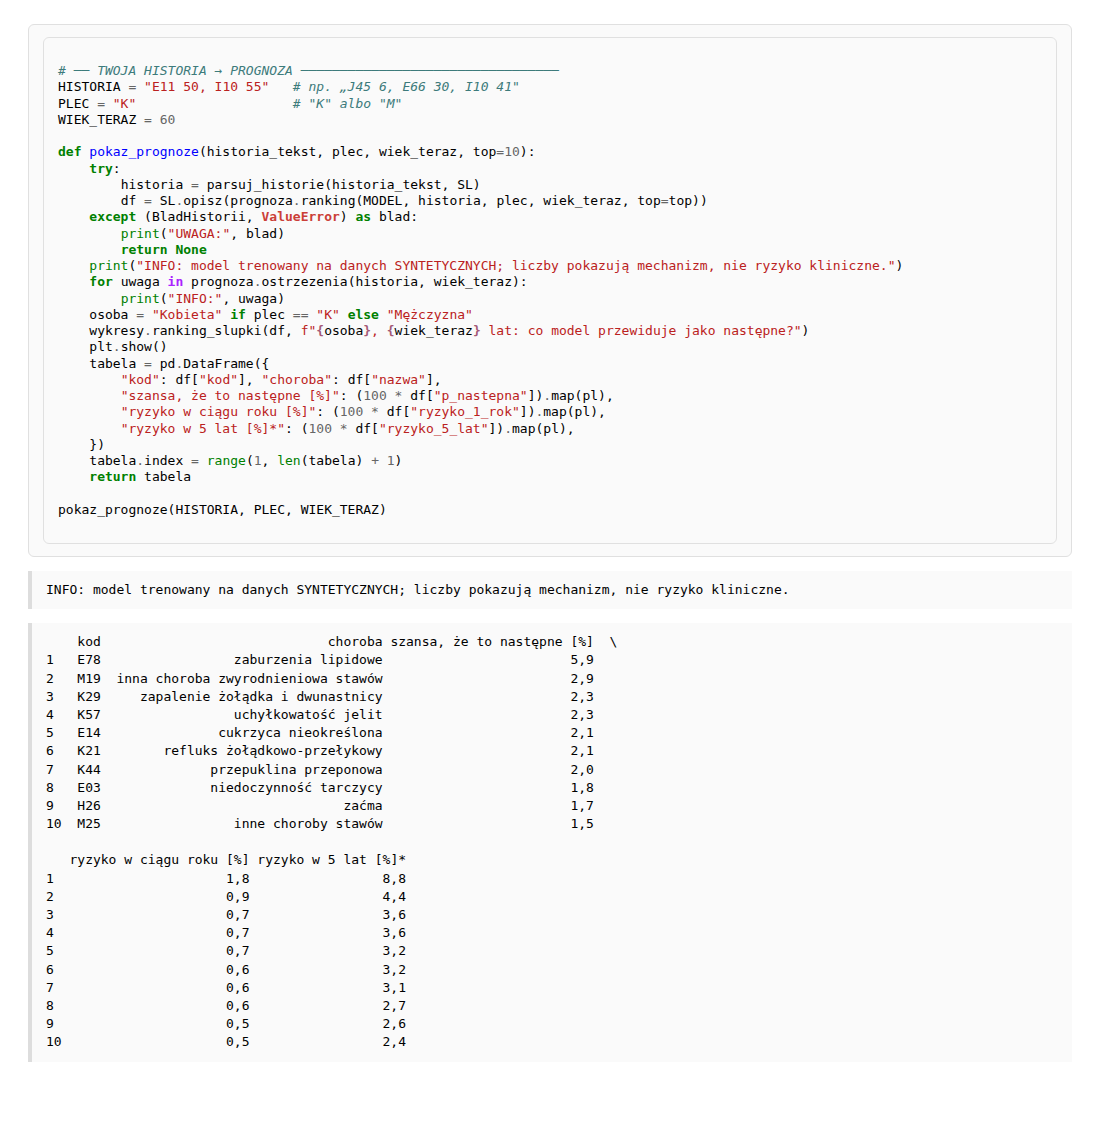 # ── TWOJA HISTORIA → PROGNOZA ─────────────────────────────────
HISTORIA = "E11 50, I10 55"   # np. „J45 6, E66 30, I10 41"
PLEC = "K"                    # "K" albo "M"
WIEK_TERAZ = 60

def pokaz_prognoze(historia_tekst, plec, wiek_teraz, top=10):
    try:
        historia = parsuj_historie(historia_tekst, SL)
        df = SL.opisz(prognoza.ranking(MODEL, historia, plec, wiek_teraz, top=top))
    except (BladHistorii, ValueError) as blad:
        print("UWAGA:", blad)
        return None
    print("INFO: model trenowany na danych SYNTETYCZNYCH; liczby pokazują mechanizm, nie ryzyko kliniczne.")
    for uwaga in prognoza.ostrzezenia(historia, wiek_teraz):
        print("INFO:", uwaga)
    osoba = "Kobieta" if plec == "K" else "Mężczyzna"
    wykresy.ranking_slupki(df, f"{osoba}, {wiek_teraz} lat: co model przewiduje jako następne?")
    plt.show()
    tabela = pd.DataFrame({
        "kod": df["kod"], "choroba": df["nazwa"],
        "szansa, że to następne [%]": (100 * df["p_nastepna"]).map(pl),
        "ryzyko w ciągu roku [%]": (100 * df["ryzyko_1_rok"]).map(pl),
        "ryzyko w 5 lat [%]*": (100 * df["ryzyko_5_lat"]).map(pl),
    })
    tabela.index = range(1, len(tabela) + 1)
    return tabela

pokaz_prognoze(HISTORIA, PLEC, WIEK_TERAZ)

INFO: model trenowany na danych SYNTETYCZNYCH; liczby pokazują mechanizm, nie ryzyko kliniczne.

    kod                             choroba szansa, że to następne [%]  \
1   E78                 zaburzenia lipidowe                        5,9
2   M19  inna choroba zwyrodnieniowa stawów                        2,9
3   K29     zapalenie żołądka i dwunastnicy                        2,3
4   K57                 uchyłkowatość jelit                        2,3
5   E14               cukrzyca nieokreślona                        2,1
6   K21        refluks żołądkowo-przełykowy                        2,1
7   K44              przepuklina przeponowa                        2,0
8   E03              niedoczynność tarczycy                        1,8
9   H26                               zaćma                        1,7
10  M25                 inne choroby stawów                        1,5

   ryzyko w ciągu roku [%] ryzyko w 5 lat [%]*
1                      1,8                 8,8
2                      0,9                 4,4
3                      0,7                 3,6
4                      0,7                 3,6
5                      0,7                 3,2
6                      0,6                 3,2
7                      0,6                 3,1
8                      0,6                 2,7
9                      0,5                 2,6
10                     0,5                 2,4